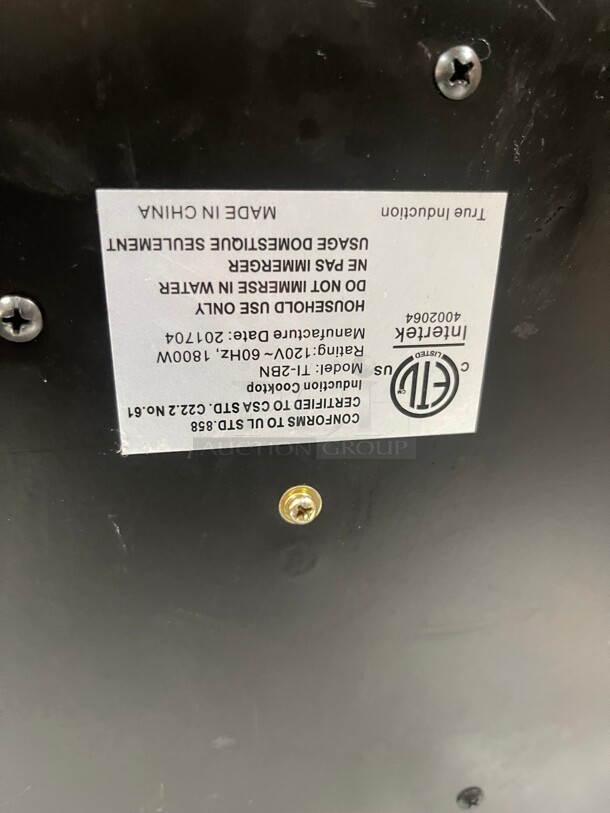 CONFORMS TO UL STD.858
CERTIFIED TO CSA STD. C22.2 No.61
Induction Cooktop
Model: TI-2BN
Rating:120V~60Hz, 1800W
Manufacture Date: 201704
HOUSEHOLD USE ONLY
DO NOT IMMERSE IN WATER
NE PAS IMMERGER
USAGE DOMESTIQUE SEULEMENT
ETL
CM
LISTED
C US
Intertek
4002064
True Induction MADE IN CHINA
AUCTION GROUP